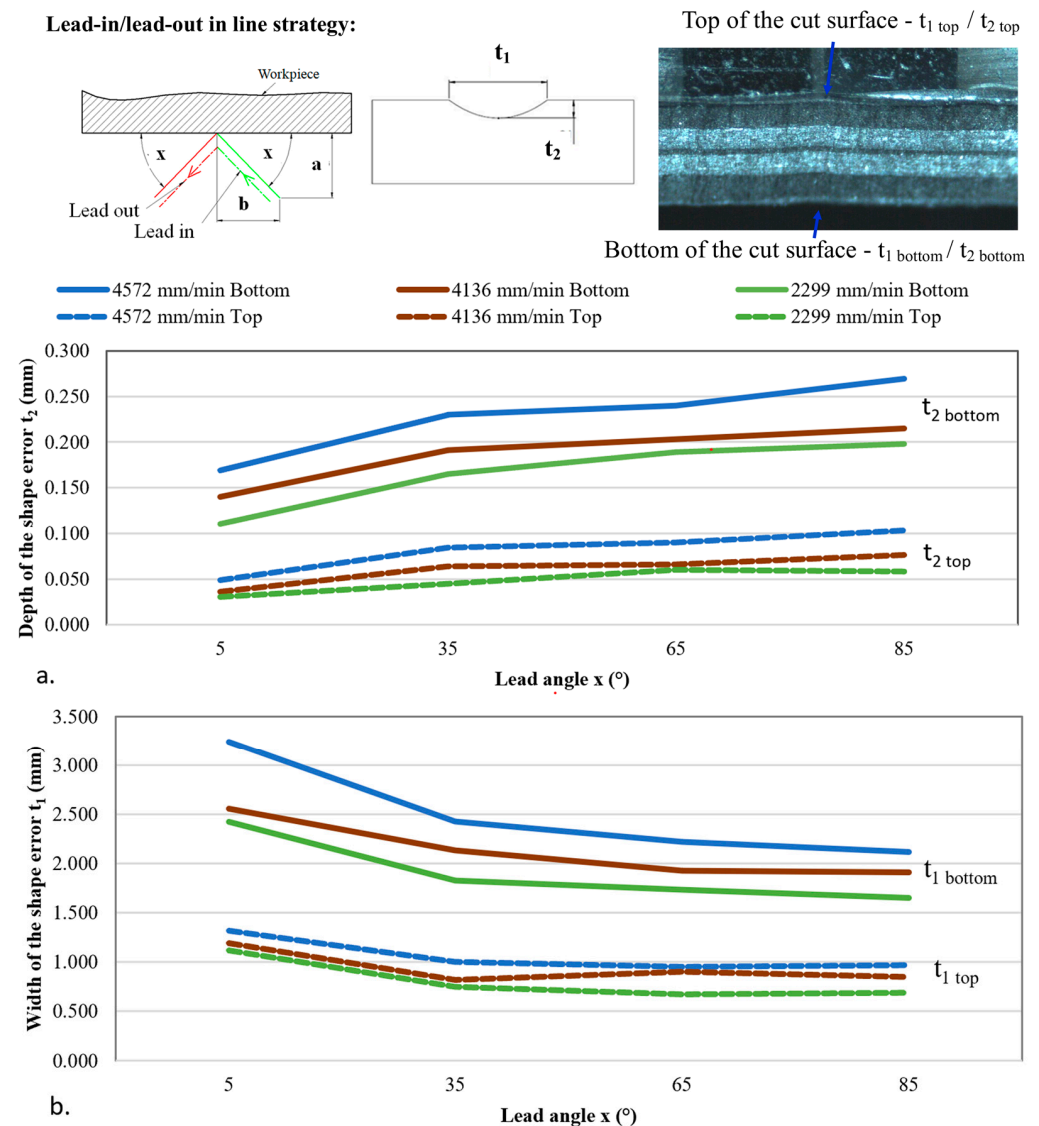 Lead-in/lead-out in line strategy:
Top of the cut surface - t1 top / t2 top
Workpiece
t1
t2
x
x
a
b
Lead out
Lead in
Bottom of the cut surface - t1 bottom / t2 bottom
4572 mm/min Bottom
4136 mm/min Bottom
2299 mm/min Bottom
4572 mm/min Top
4136 mm/min Top
2299 mm/min Top
Depth of the shape error t2 (mm)
0.300
0.250
0.200
0.150
0.100
0.050
0.000
t2 bottom
t2 top
5 35 65 85
a.
Lead angle x (°)
Width of the shape error t1 (mm)
3.500
3.000
2.500
2.000
1.500
1.000
0.500
0.000
t1 bottom
t1 top
5 35 65 85
b.
Lead angle x (°)